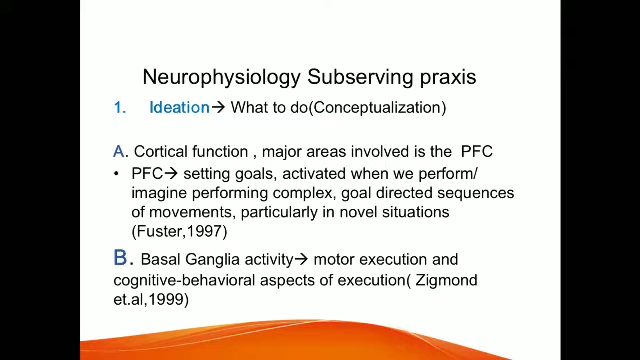 Neurophysiology Subserving praxis
1. Ideation→ What to do(Conceptualization)
A. Cortical function , major areas involved is the PFC
• PFC→ setting goals, activated when we perform/
imagine performing complex, goal directed sequences
of movements, particularly in novel situations
(Fuster,1997)
B. Basal Ganglia activity→ motor execution and
cognitive-behavioral aspects of execution( Zigmond
et.al,1999)